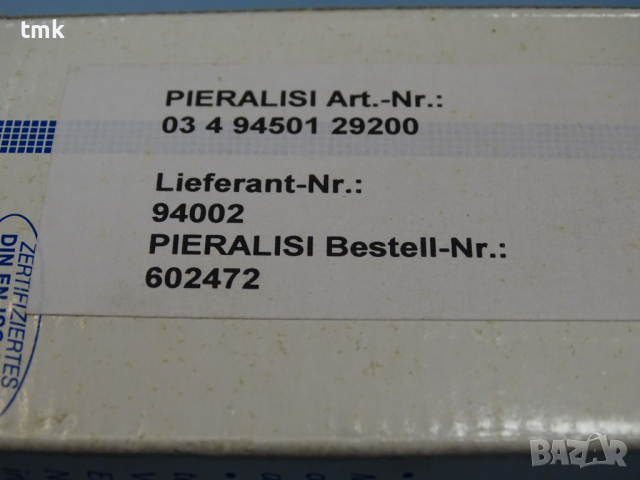 tmk
PIERALISI Art.-Nr.:
03 4 94501 29200
Lieferant-Nr.:
94002
PIERALISI Bestell-Nr.:
602472
ZERTIFIZIERTES
DIN EN ISO
BAZAR